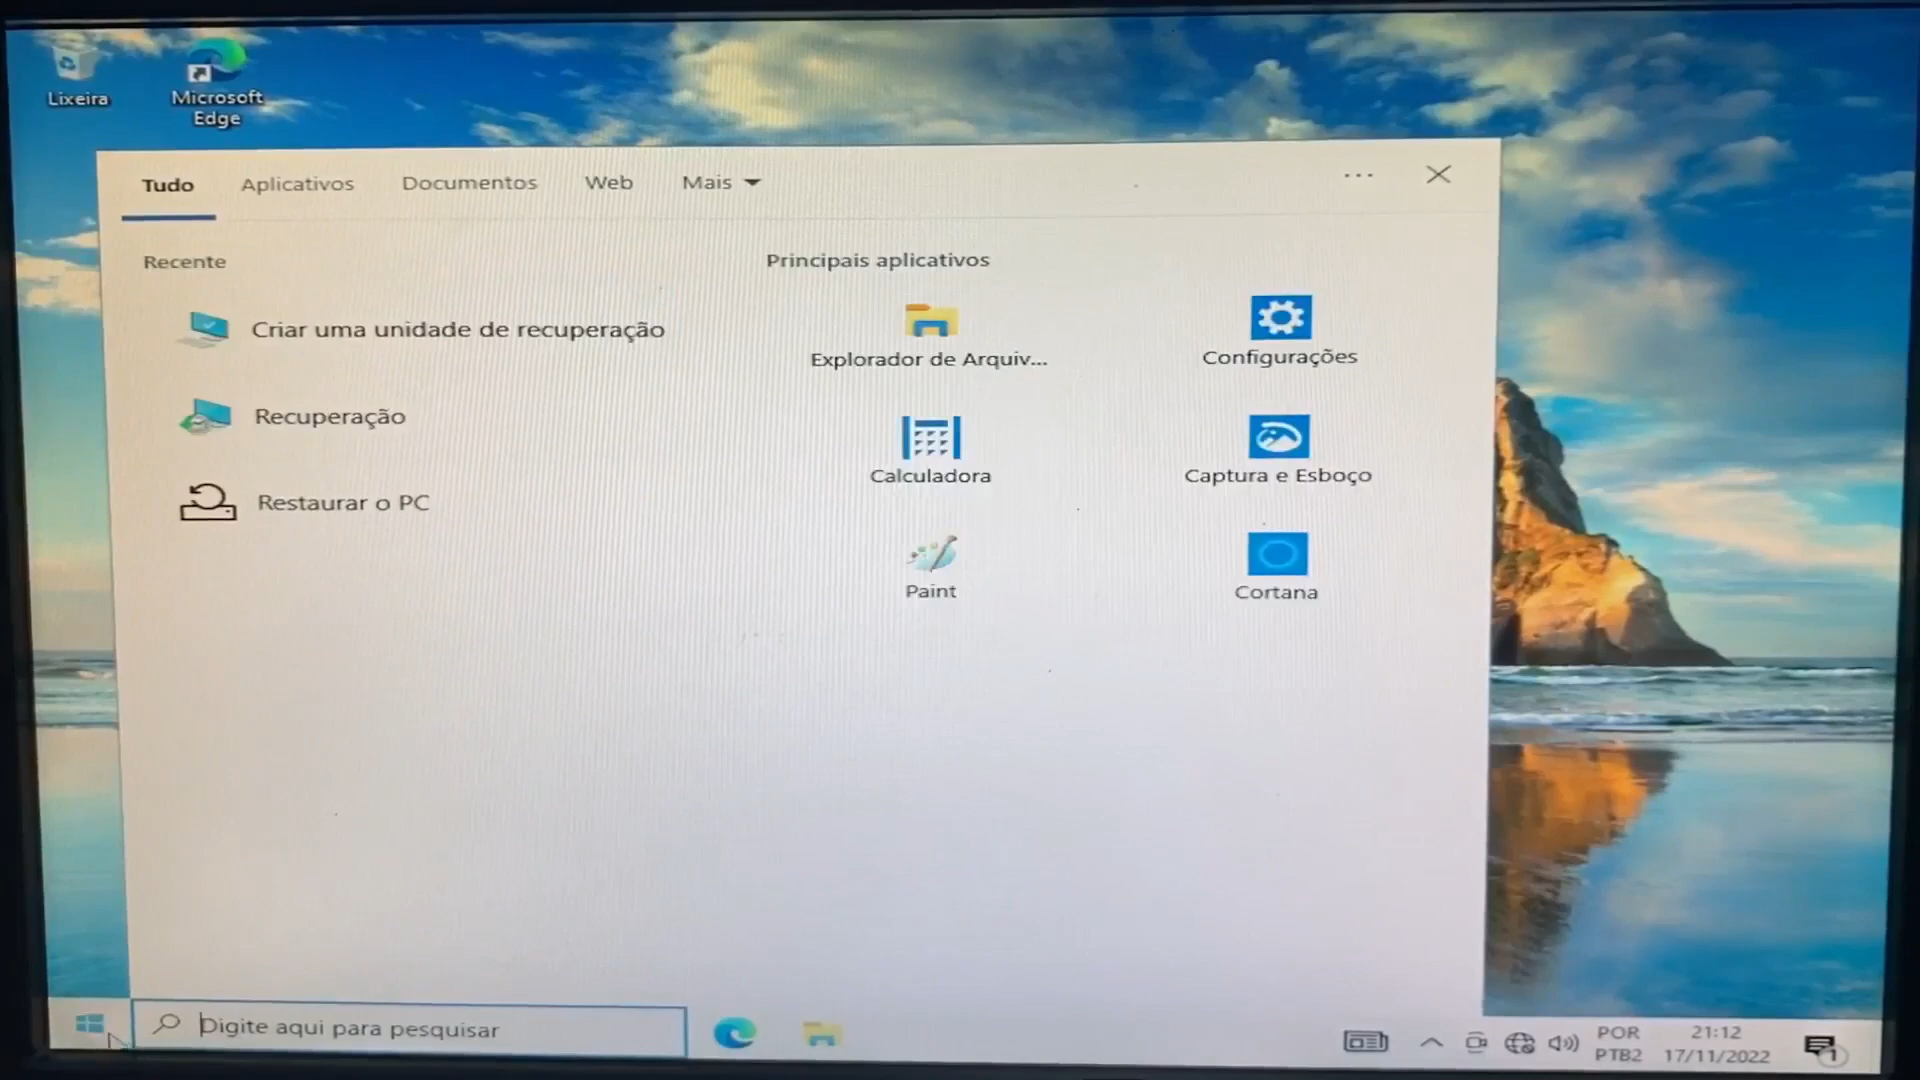 Lixeira
Microsoft
Edge
Tudo
Aplicativos
Documentos
Web
Mais
Recente
Criar uma unidade de recuperação
Recuperação
Restaurar o PC
Principais aplicativos
Explorador de Arquiv...
Configurações
Calculadora
Captura e Esboço
Paint
Cortana
Digite aqui para pesquisar
POR
PTB2
21:12
17/11/2022
1